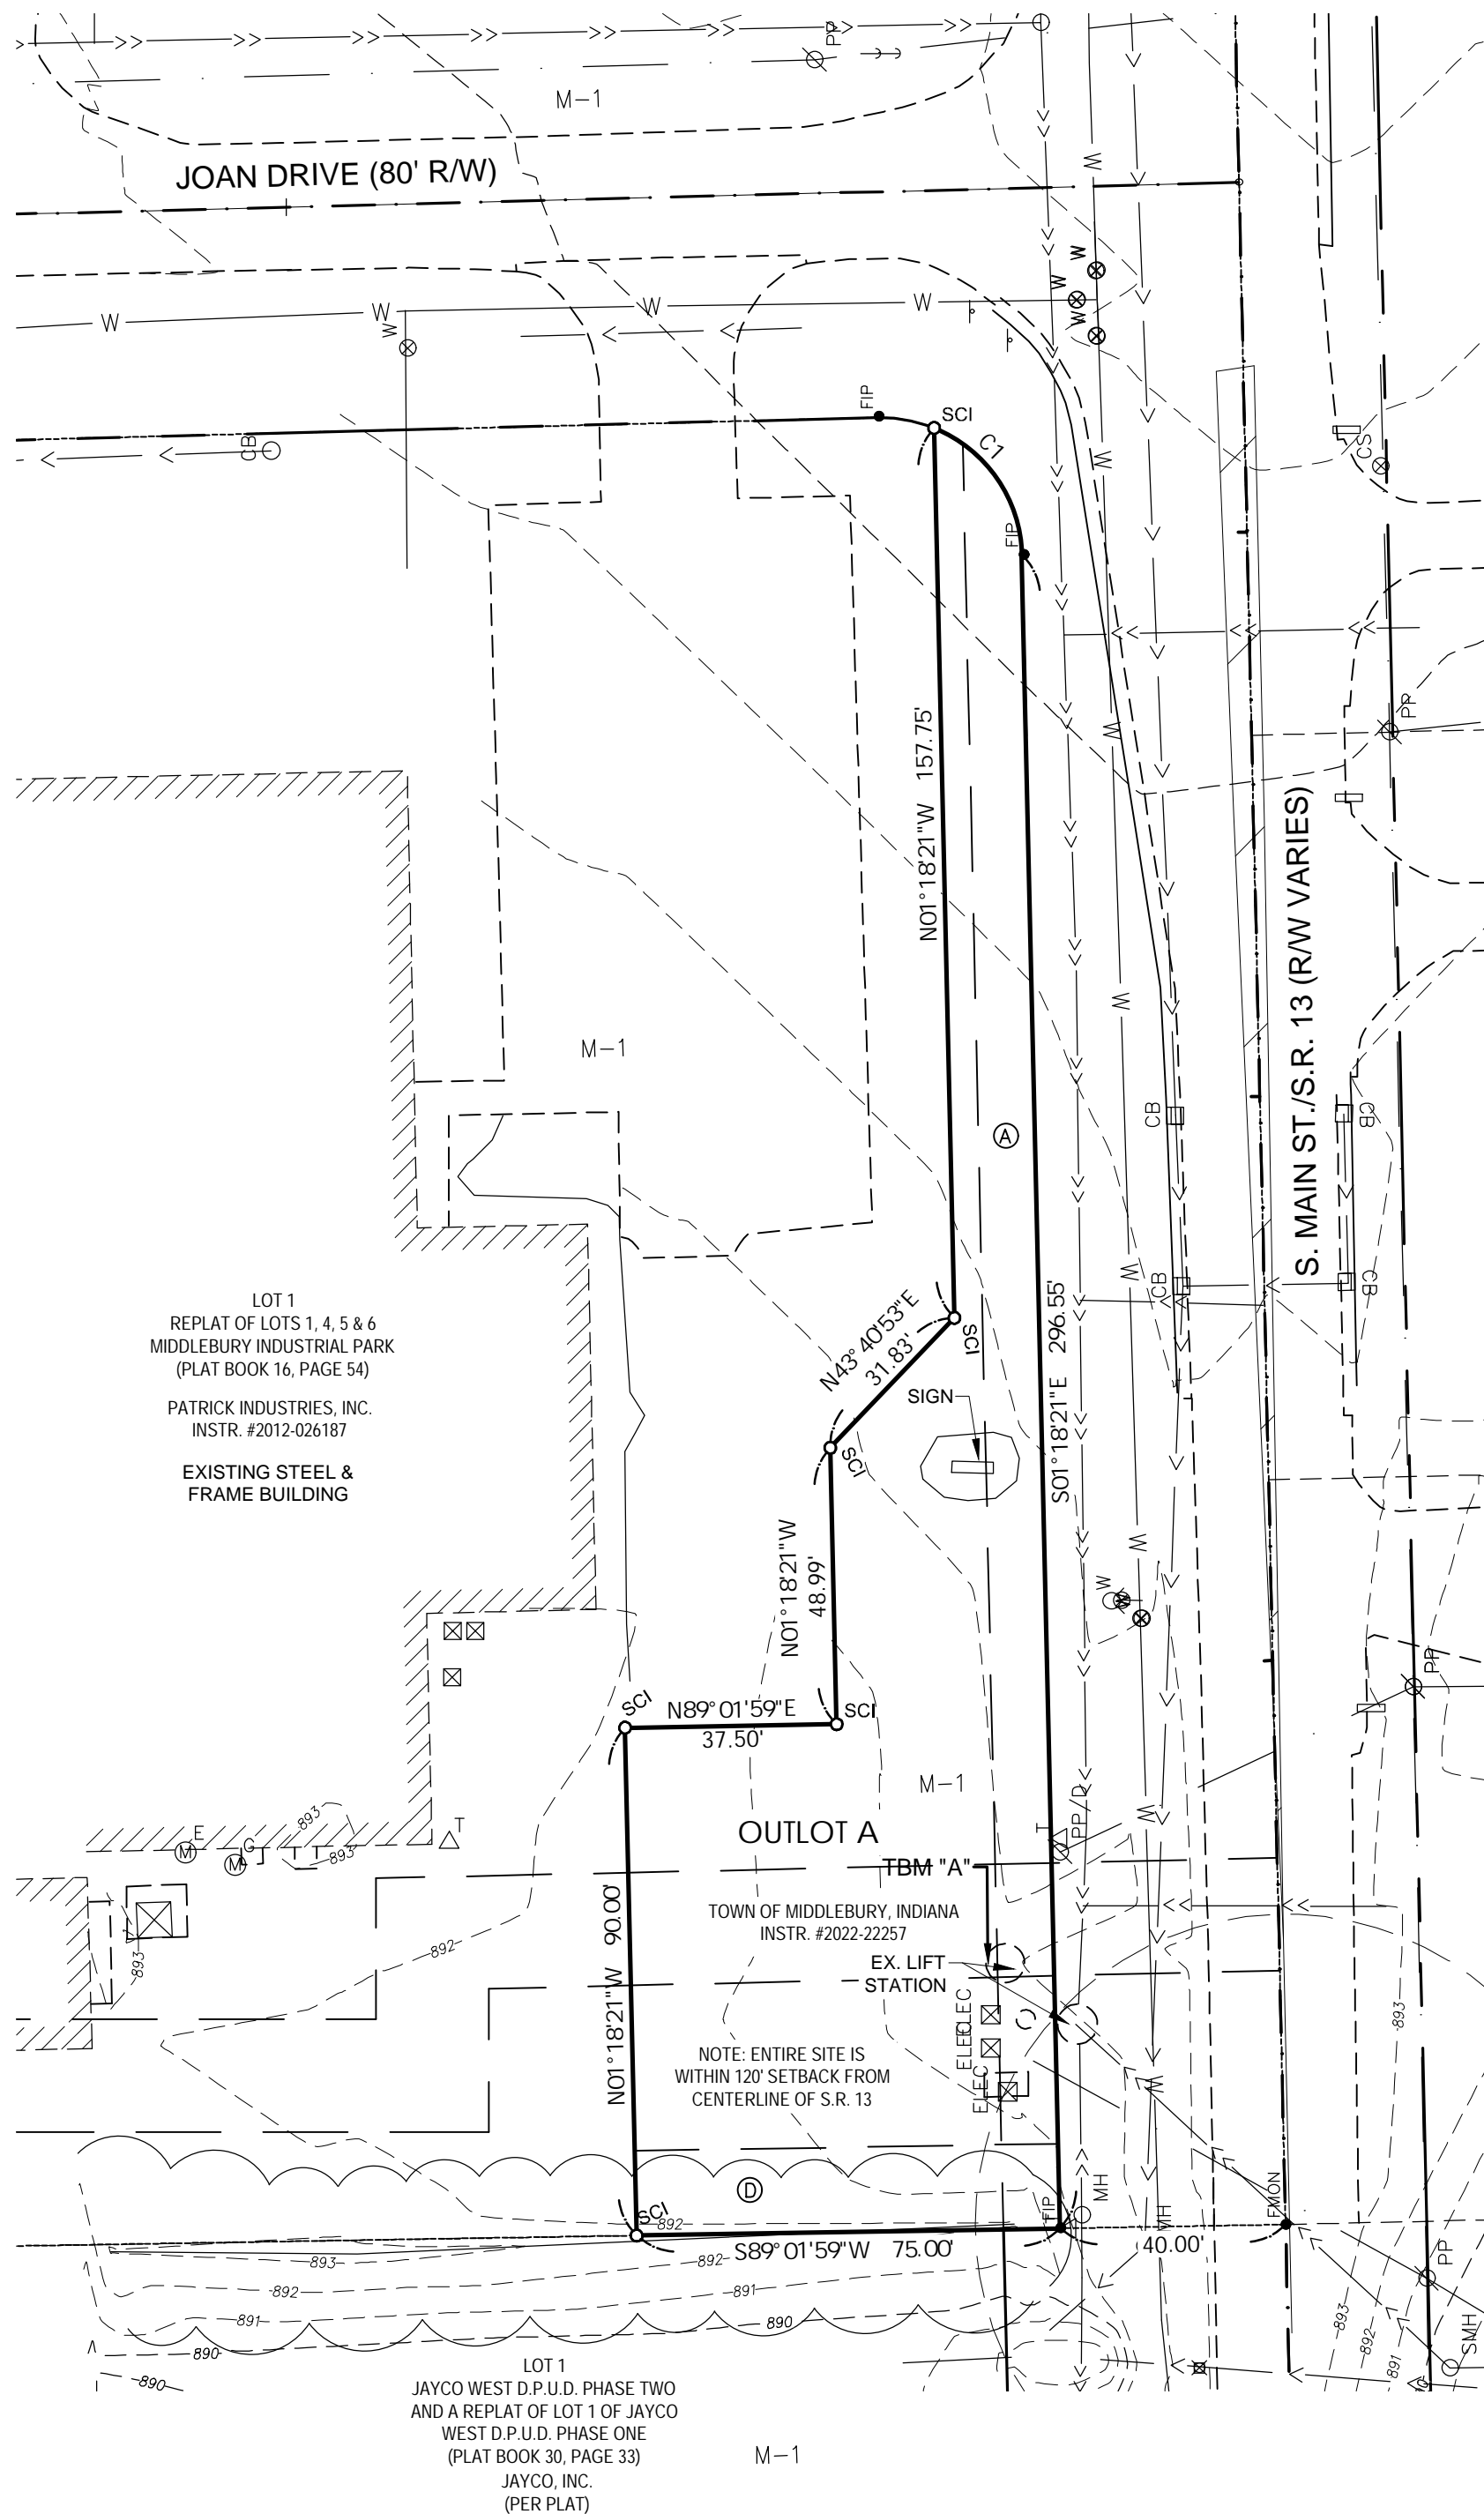 PP
M-1
JOAN DRIVE (80' R/W)
W
W
W
W
W
W
W
W
W
W
FIP
SCI
C1
CB
W
CS
FIP
PP
W
N01°18'21"W 157.75'
S. MAIN ST./S.R. 13 (R/W VARIES)
W
M-1
A
CB
CB
W
CB
CB
LOT 1
REPLAT OF LOTS 1, 4, 5 & 6
MIDDLEBURY INDUSTRIAL PARK
(PLAT BOOK 16, PAGE 54)
PATRICK INDUSTRIES, INC.
INSTR. #2012-026187
EXISTING STEEL &
FRAME BUILDING
N43°40'53"E
31.83'
SCI
SIGN
S01°18'21"E 296.55'
SCI
N01°18'21"W
48.99'
W
W
W
PP
SCI
N89°01'59"E
37.50'
SCI
M-1
OUTLOT A
T
PP/D
W
893
E
M
G
M
893
T
TBM "A"
TOWN OF MIDDLEBURY, INDIANA
INSTR. #2022-22257
EX. LIFT
STATION
N01°18'21"W 90.00'
892
893
893
ELEC
ELEC
ELEC
NOTE: ENTIRE SITE IS
WITHIN 120' SETBACK FROM
CENTERLINE OF S.R. 13
W
D
SCI
892
FIP
MH
MH
FMON
S89°01'59"W 75.00'
40.00'
893
892
892
891
891
890
890
890
PP
SMH
893
892
891
LOT 1
JAYCO WEST D.P.U.D. PHASE TWO
AND A REPLAT OF LOT 1 OF JAYCO
WEST D.P.U.D. PHASE ONE
(PLAT BOOK 30, PAGE 33)
JAYCO, INC.
(PER PLAT)
M-1